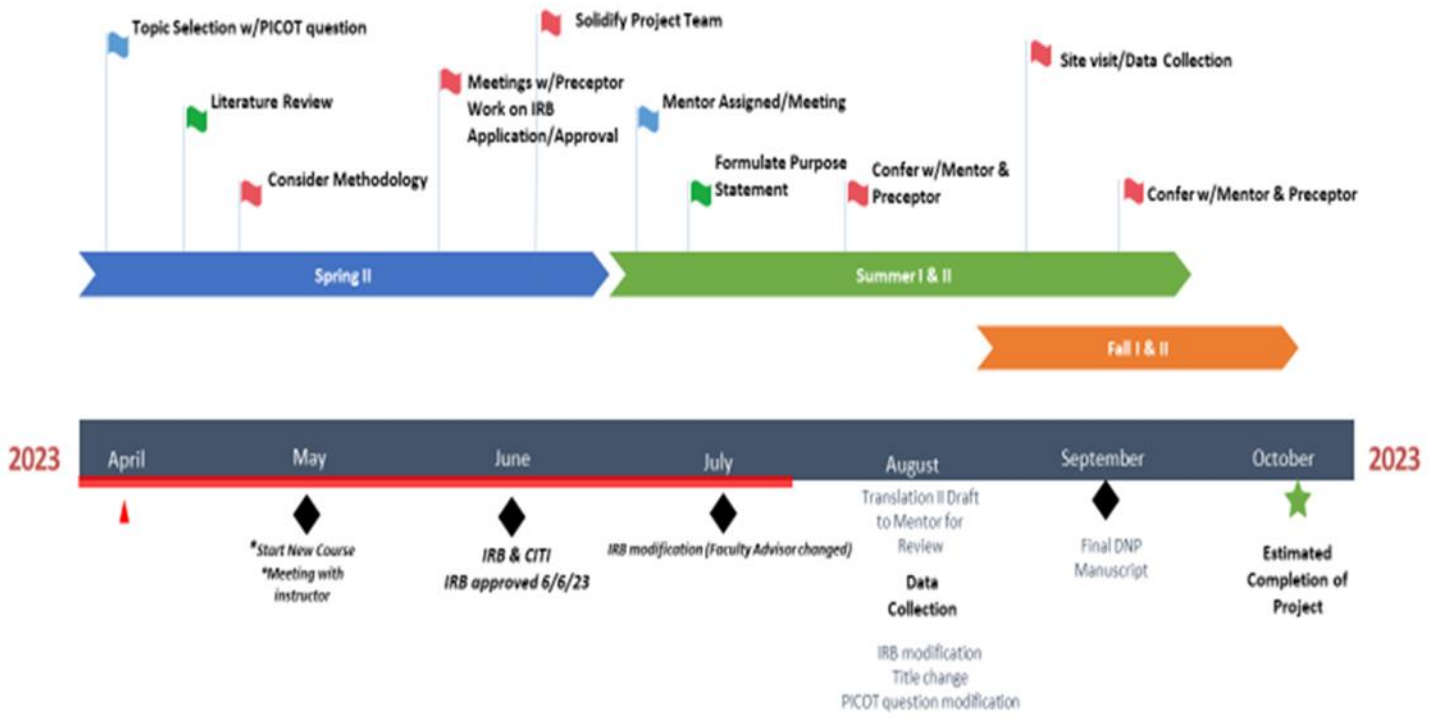 Solidify Project Team
Topic Selection w/PICOT question
Site visit/Data Collection
Meetings w/Preceptor
Work on IRB
Application/Approval
Literature Review
Mentor Assigned/Meeting
Consider Methodology
Formulate Purpose
Statement
Confer w/Mentor &
Preceptor
Confer w/Mentor & Preceptor
Spring II
Summer I & II
Fall I & II
2023
April
May
June
July
August
September
October
2023
*Start New Course
*Meeting with
instructor
IRB & CITI
IRB approved 6/6/23
IRB modification (Faculty Advisor changed)
Translation II Draft
to Mentor for
Review
Data
Collection
IRB modification
Title change
PICOT question modification
Final DNP
Manuscript
Estimated
Completion of
Project